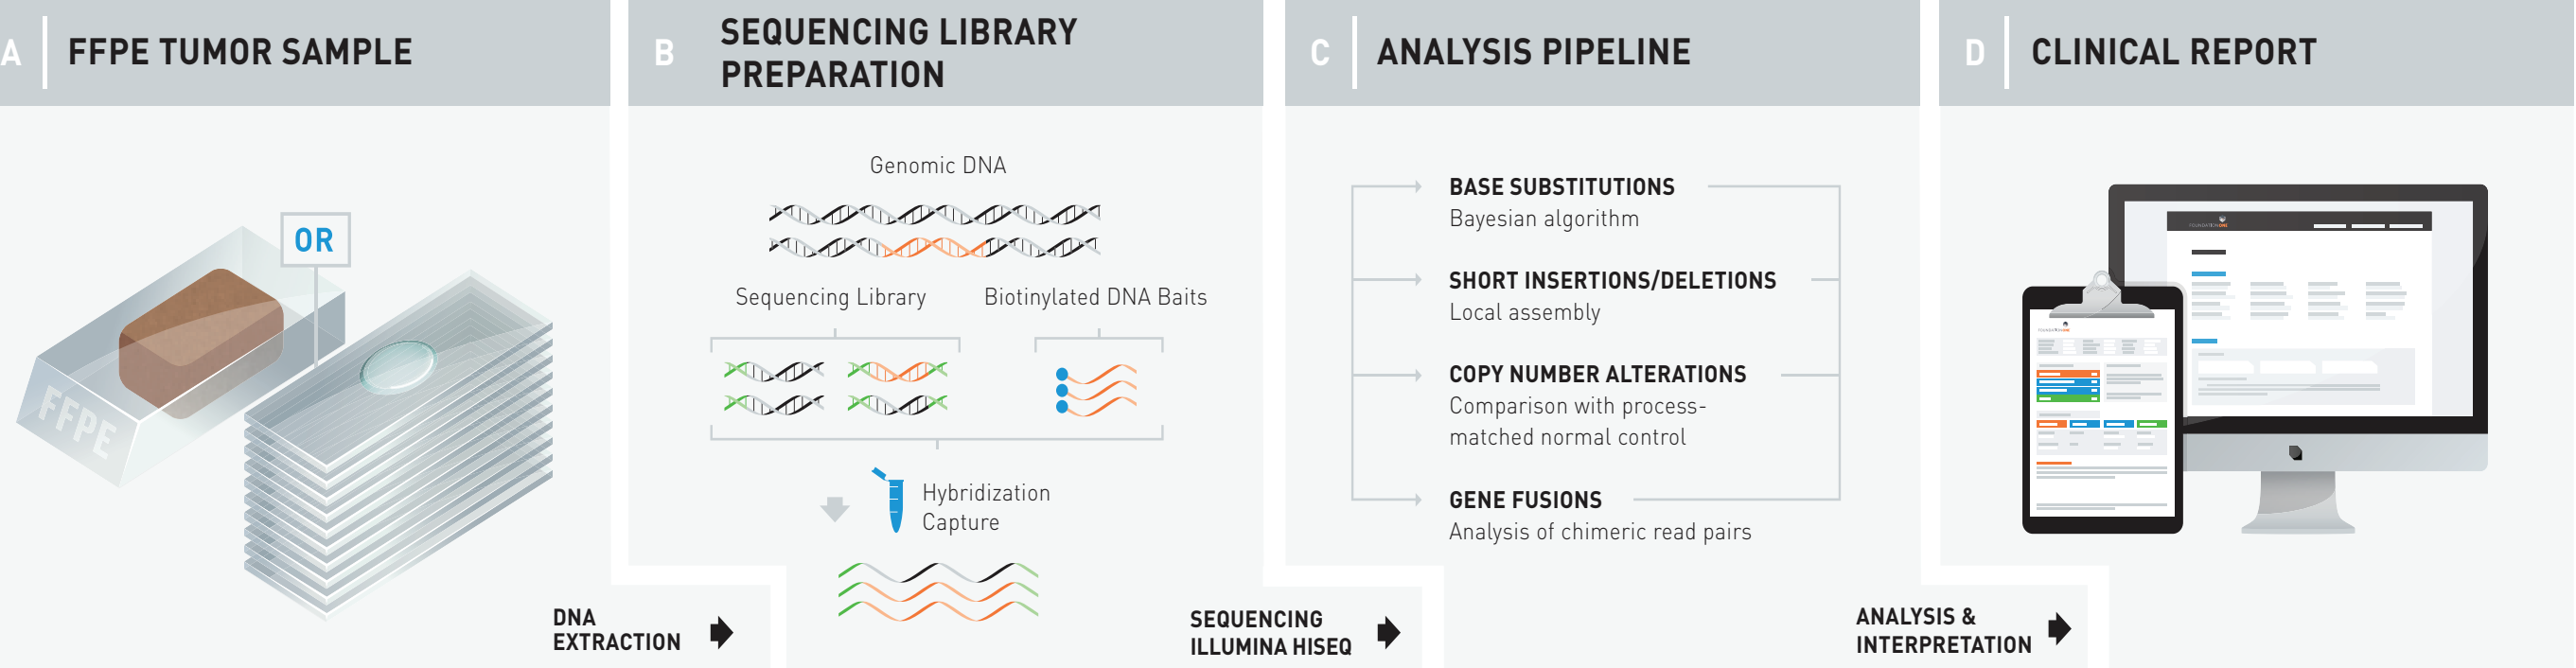 A
FFPE TUMOR SAMPLE
OR
FFPE
DNA
EXTRACTION
B
SEQUENCING LIBRARY
PREPARATION
Genomic DNA
Sequencing Library
Biotinylated DNA Baits
Hybridization
Capture
SEQUENCING
ILLUMINA HISEQ
C
ANALYSIS PIPELINE
BASE SUBSTITUTIONS
Bayesian algorithm
SHORT INSERTIONS/DELETIONS
Local assembly
COPY NUMBER ALTERATIONS
Comparison with process-
matched normal control
GENE FUSIONS
Analysis of chimeric read pairs
ANALYSIS &
INTERPRETATION
D
CLINICAL REPORT
FOUNDATIONONE
FOUNDATIONONE